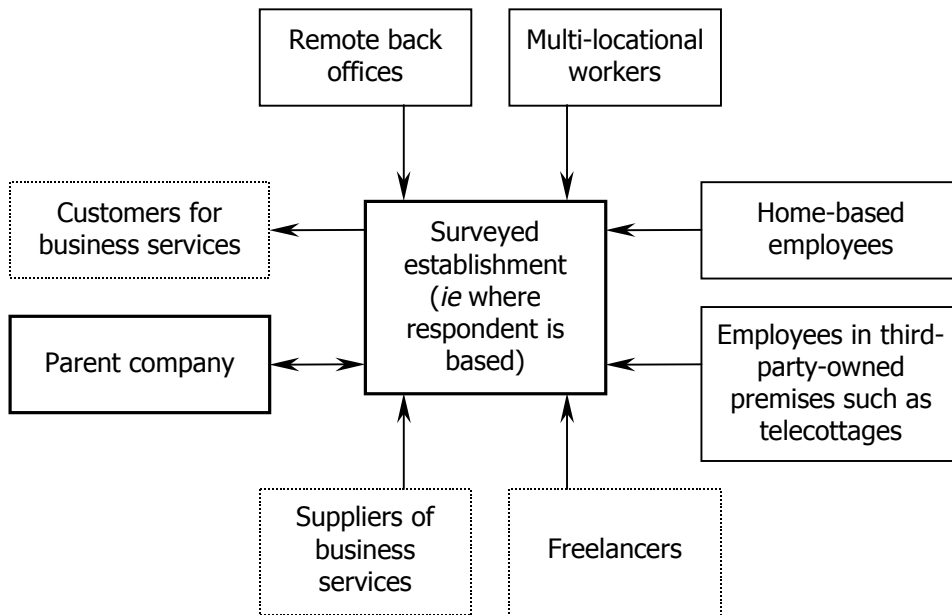 Remote back
offices
Multi-locational
workers
Customers for
business services
Surveyed
establishment
(ie where
respondent is
based)
Home-based
employees
Parent company
Employees in third-
party-owned
premises such as
telecottages
Suppliers of
business
services
Freelancers